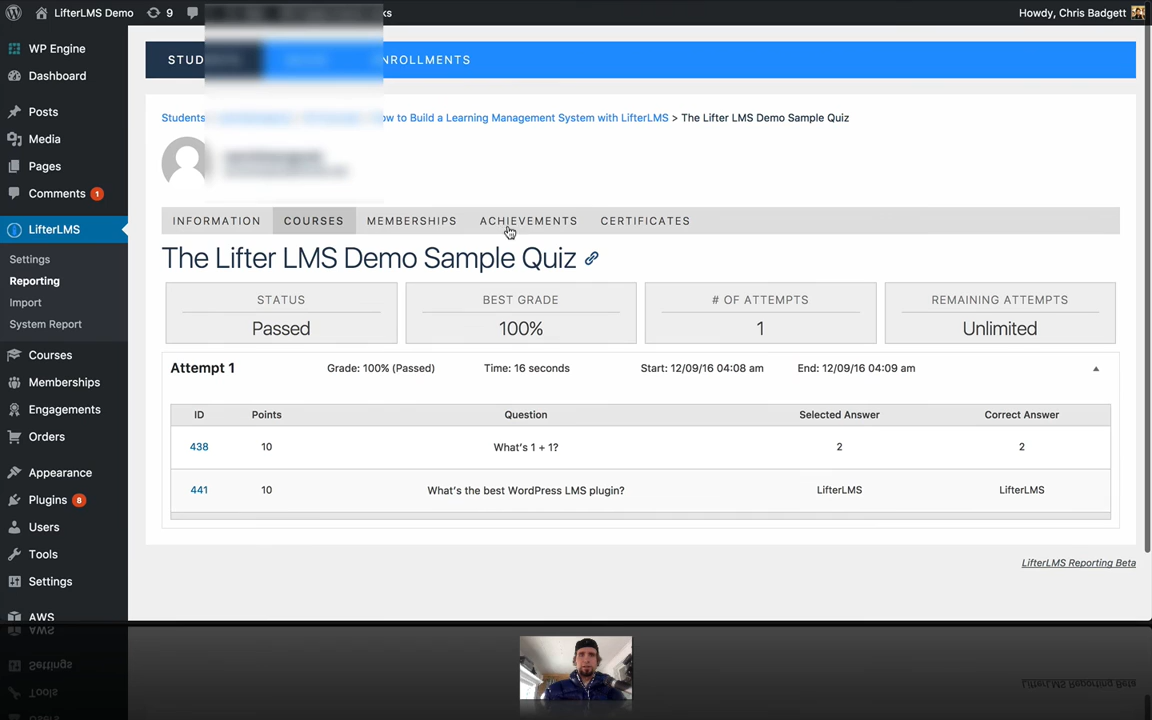 LifterLMS Demo 9
Howdy, Chris Badgett
WP Engine
Dashboard
Posts
Media
Pages
Comments 1
LifterLMS
Settings
Reporting
Import
System Report
Courses
Memberships
Engagements
Orders
Appearance
Plugins 8
Users
Tools
Settings
AWS
ENROLLMENTS
Students
to Build a Learning Management System with LifterLMS > The Lifter LMS Demo Sample Quiz
INFORMATION COURSES MEMBERSHIPS ACHIEVEMENTS CERTIFICATES
The Lifter LMS Demo Sample Quiz
STATUS BEST GRADE # OF ATTEMPTS REMAINING ATTEMPTS
Passed 100% 1 Unlimited
Attempt 1 Grade: 100% (Passed) Time: 16 seconds Start: 12/09/16 04:08 am End: 12/09/16 04:09 am
ID Points Question Selected Answer Correct Answer
438 10 What's 1 + 1? 2 2
441 10 What's the best WordPress LMS plugin? LifterLMS LifterLMS
LifterLMS Reporting Beta